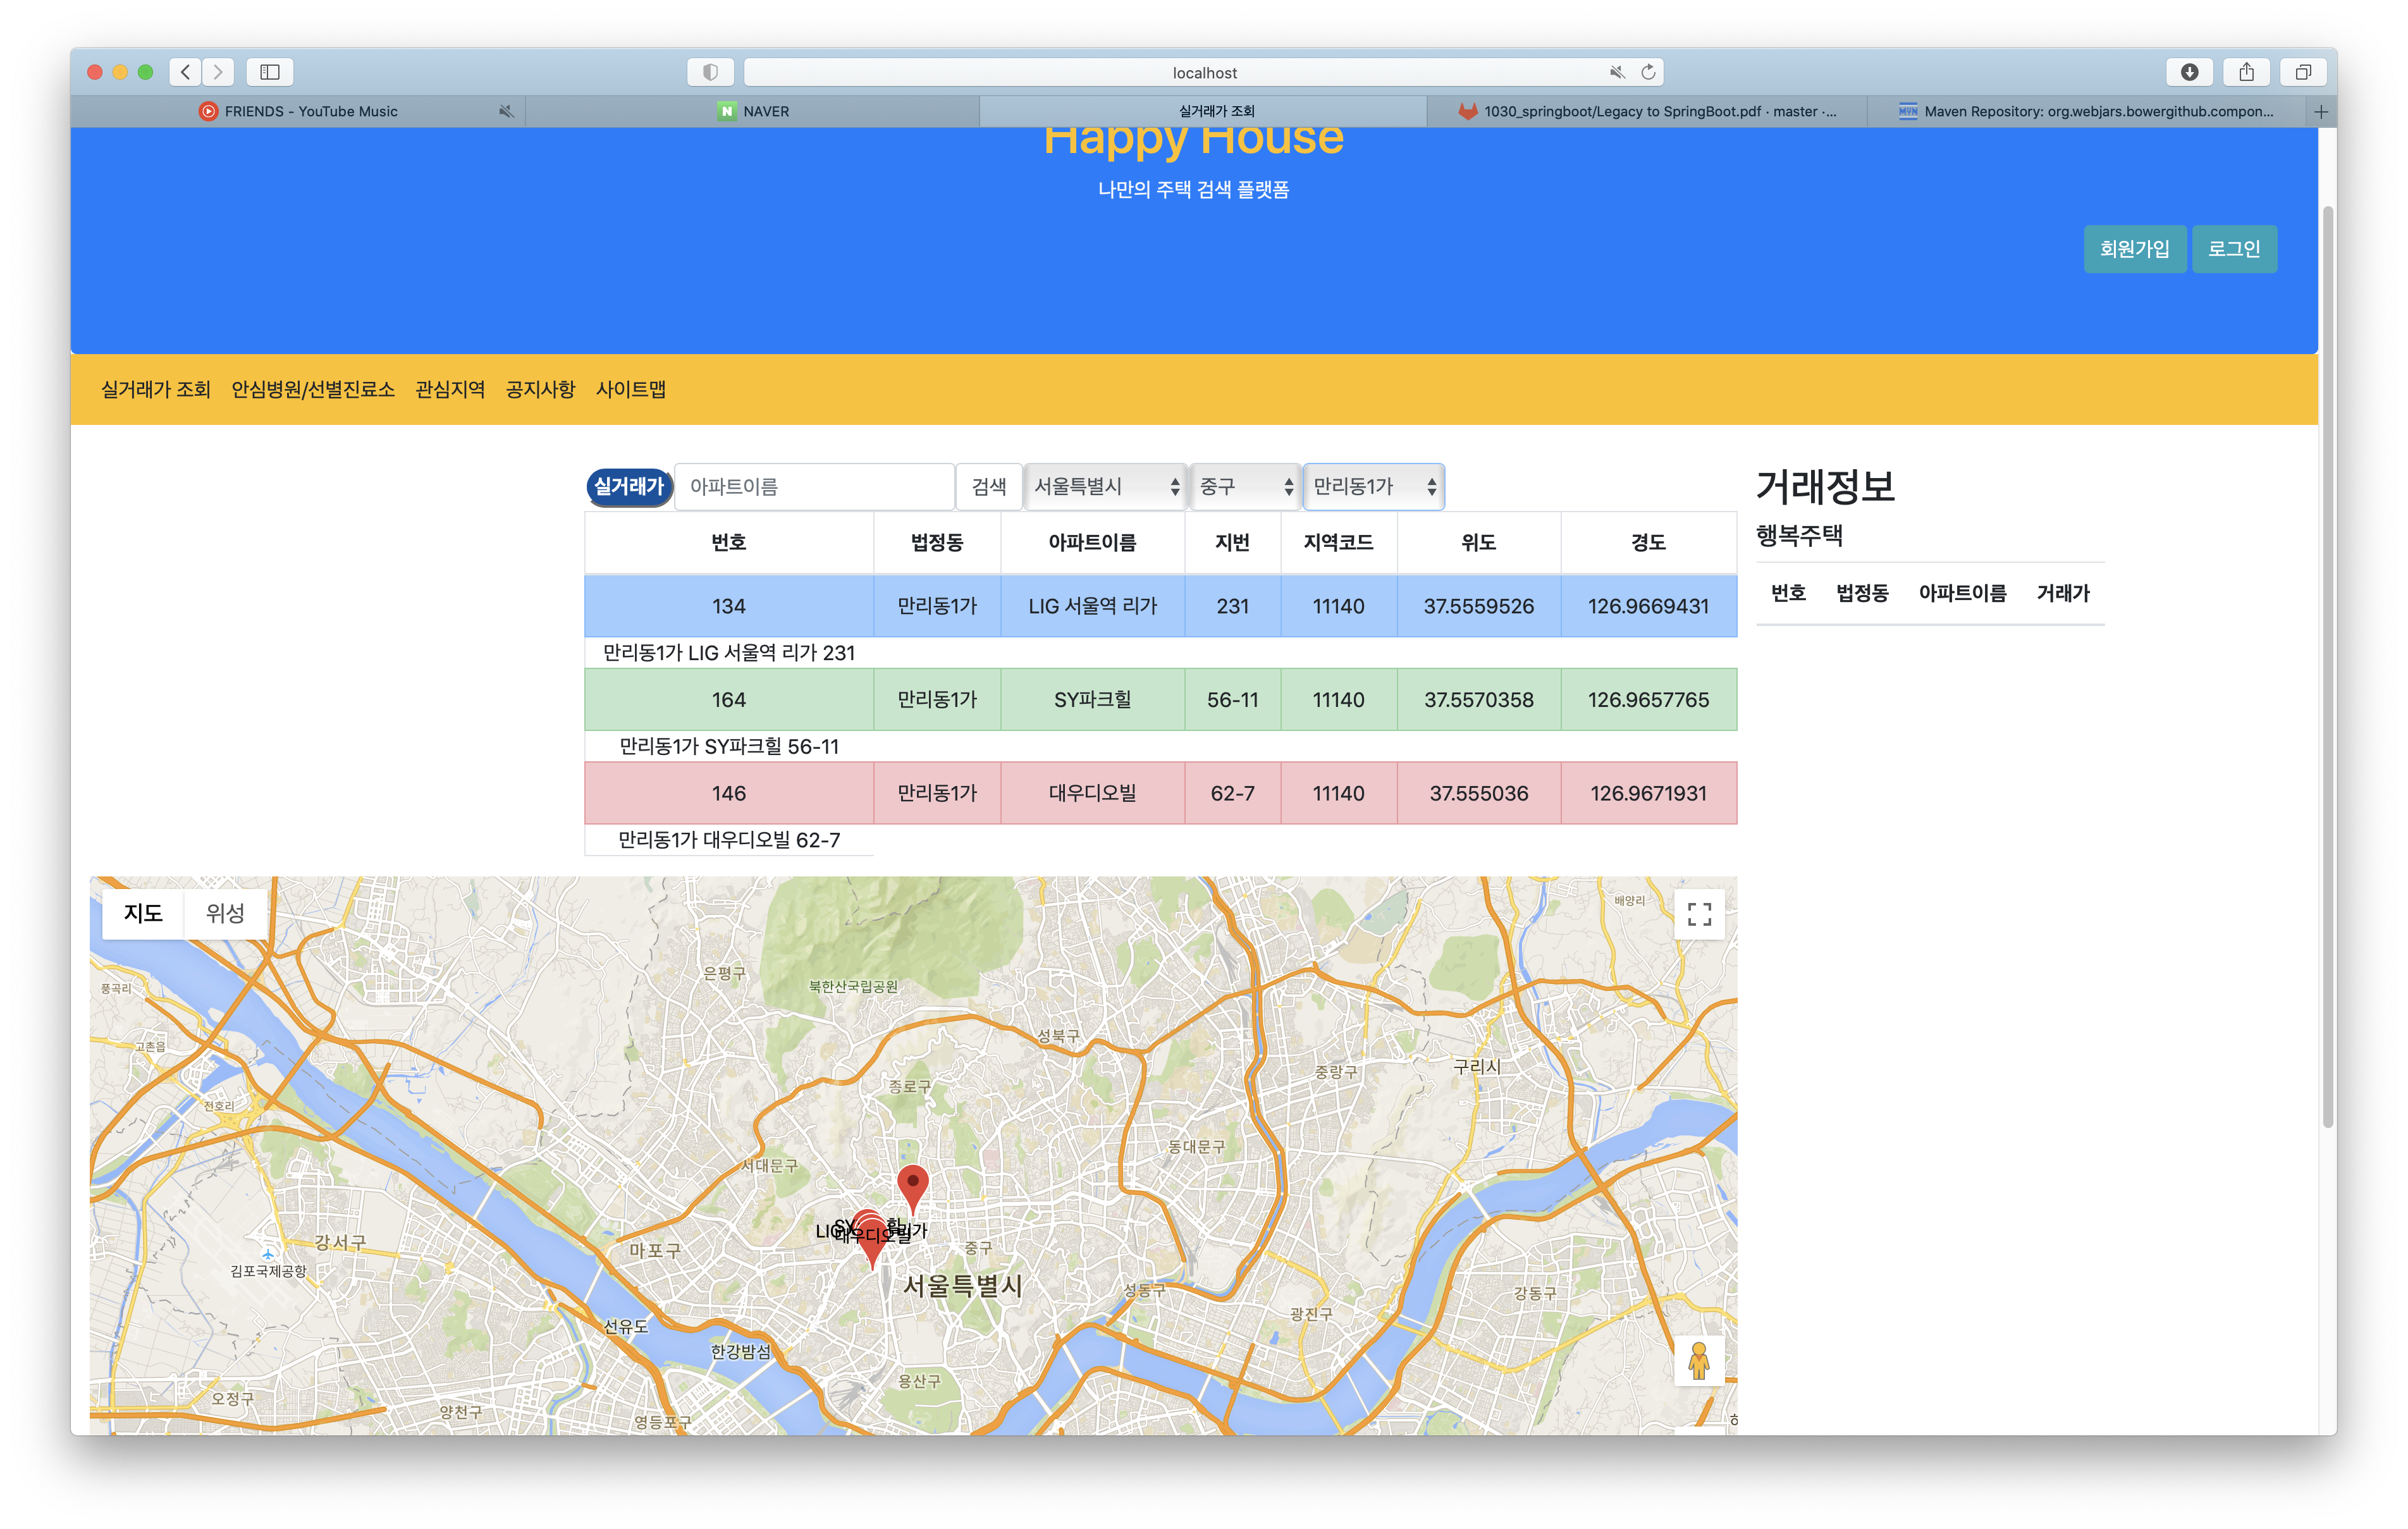 localhost
FRIENDS - YouTube Music
NAVER
실거래가 조회
1030_springboot/Legacy to SpringBoot.pdf · master ·...
Maven Repository: org.webjars.bowergithub.compon...
Happy House
나만의 주택 검색 플랫폼
회원가입 로그인
실거래가 조회 안심병원/선별진료소 관심지역 공지사항 사이트맵
실거래가 아파트이름 검색 서울특별시 중구 만리동1가
번호 법정동 아파트이름 지번 지역코드 위도 경도
134 만리동1가 LIG 서울역 리가 231 11140 37.5559526 126.9669431
만리동1가 LIG 서울역 리가 231
164 만리동1가 SY파크힐 56-11 11140 37.5570358 126.9657765
만리동1가 SY파크힐 56-11
146 만리동1가 대우디오빌 62-7 11140 37.555036 126.9671931
만리동1가 대우디오빌 62-7
거래정보
행복주택
번호 법정동 아파트이름 거래가
지도 위성
배양리
은평구
풍곡리
북한산국립공원
성북구
고촌읍
구리시
중랑구
종로구
전호리
동대문구
서대문구
대우디오빌
강서구
마포구
중구
김포국제공항
서울특별시
성동구
강동구
광진구
선유도
한강밤섬
용산구
오정구
양천구
영등포구